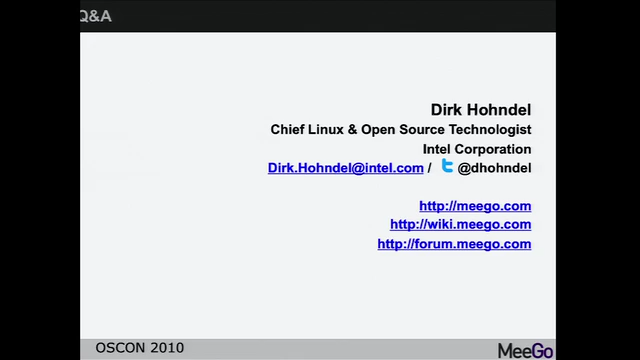 Q&A
Dirk Hohndel
Chief Linux & Open Source Technologist
Intel Corporation
Dirk.Hohndel@intel.com / @dhohndel
http://meego.com
http://wiki.meego.com
http://forum.meego.com
OSCON 2010
MeeGo